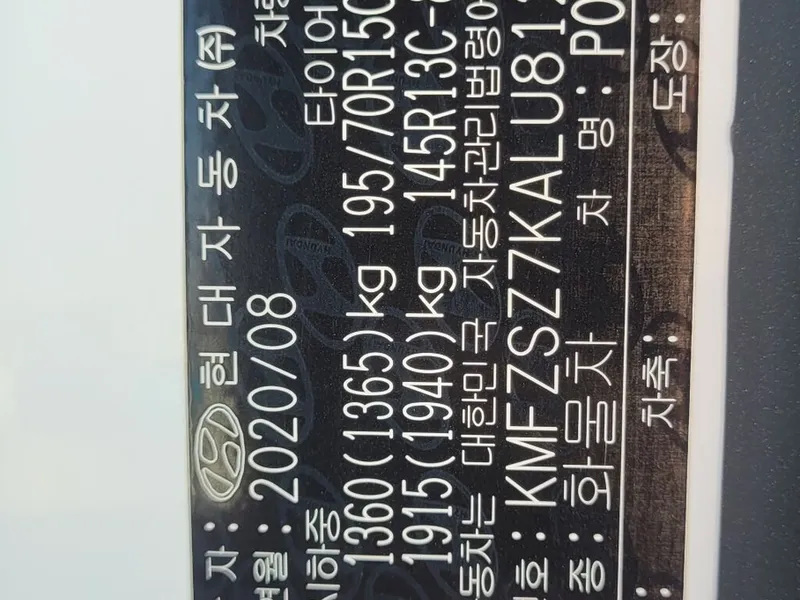 자: 현대자동차(주) 차
월: 2020/08
하중 타이어
1360(1365)kg 195/70R15C
1915(1940)kg 145R13C-
동차는 대한민국 자동차관리법령
호: KMFZSZ7KALU81
종: 화물차 차 명: PO
: 차축: 도장:
HYUNDAI